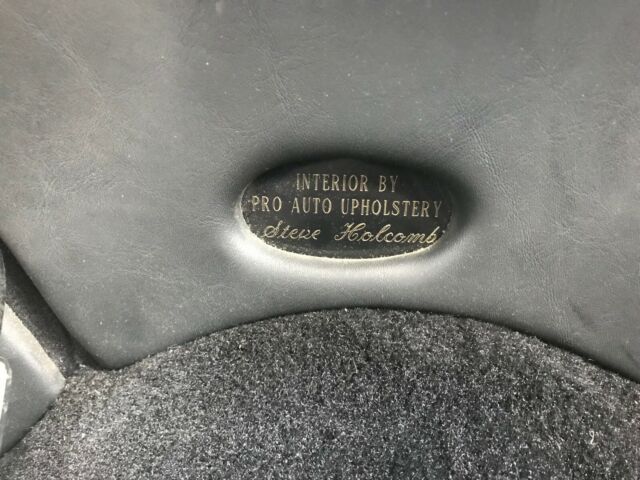 INTERIOR BY
PRO AUTO UPHOLSTERY
Steve Holcomb